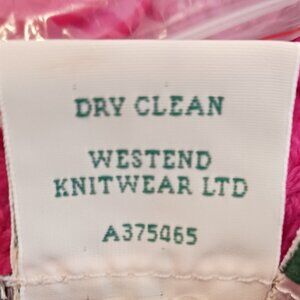 DRY CLEAN
WESTEND
KNITWEAR LTD
A375465